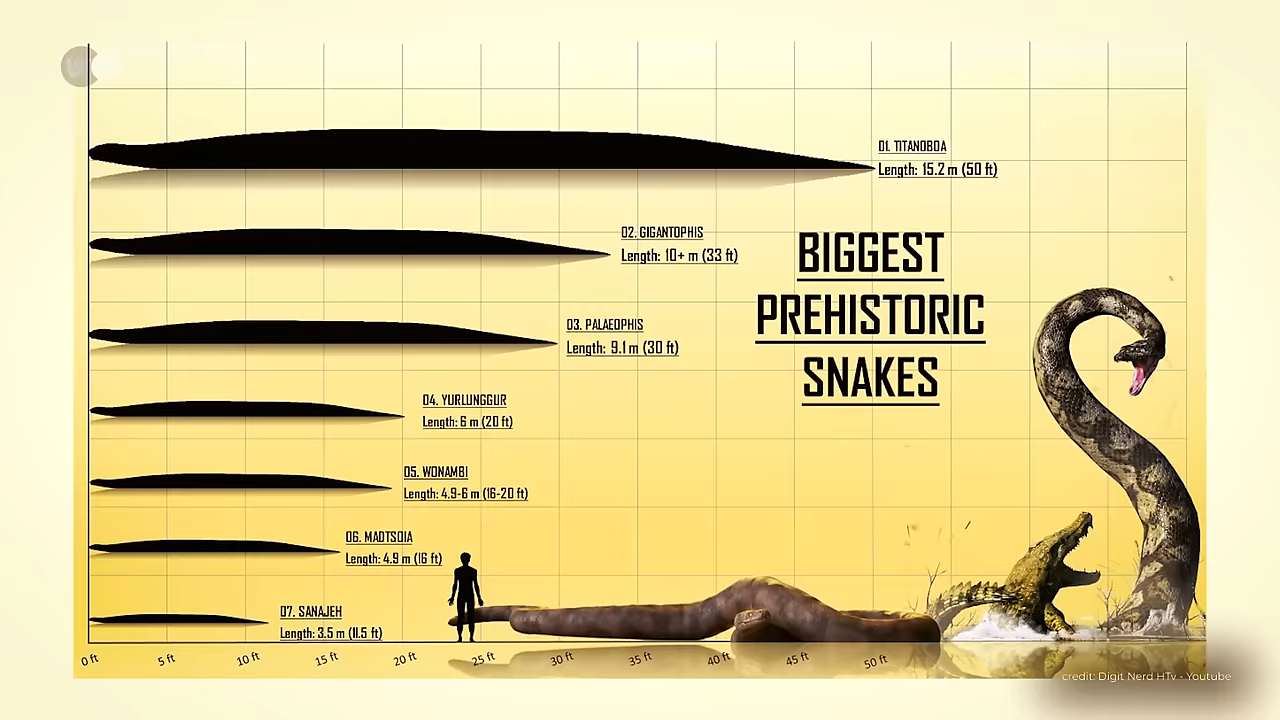 01. TITANOBOA
Length: 15.2 m (50 ft)
02. GIGANTOPHIS
Length: 10+ m (33 ft)
BIGGEST
PREHISTORIC
SNAKES
03. PALAEOPHIS
Length: 9.1 m (30 ft)
04. YURLUNGGUR
Length: 6 m (20 ft)
05. WONAMBI
Length: 4.9-6 m (16-20 ft)
06. MADTSOIA
Length: 4.9 m (16 ft)
07. SANAJEH
Length: 3.5 m (11.5 ft)
0 ft 5 ft 10 ft 15 ft 20 ft 25 ft 30 ft 35 ft 40 ft 45 ft 50 ft
credit: Digit Nerd HTv - Youtube